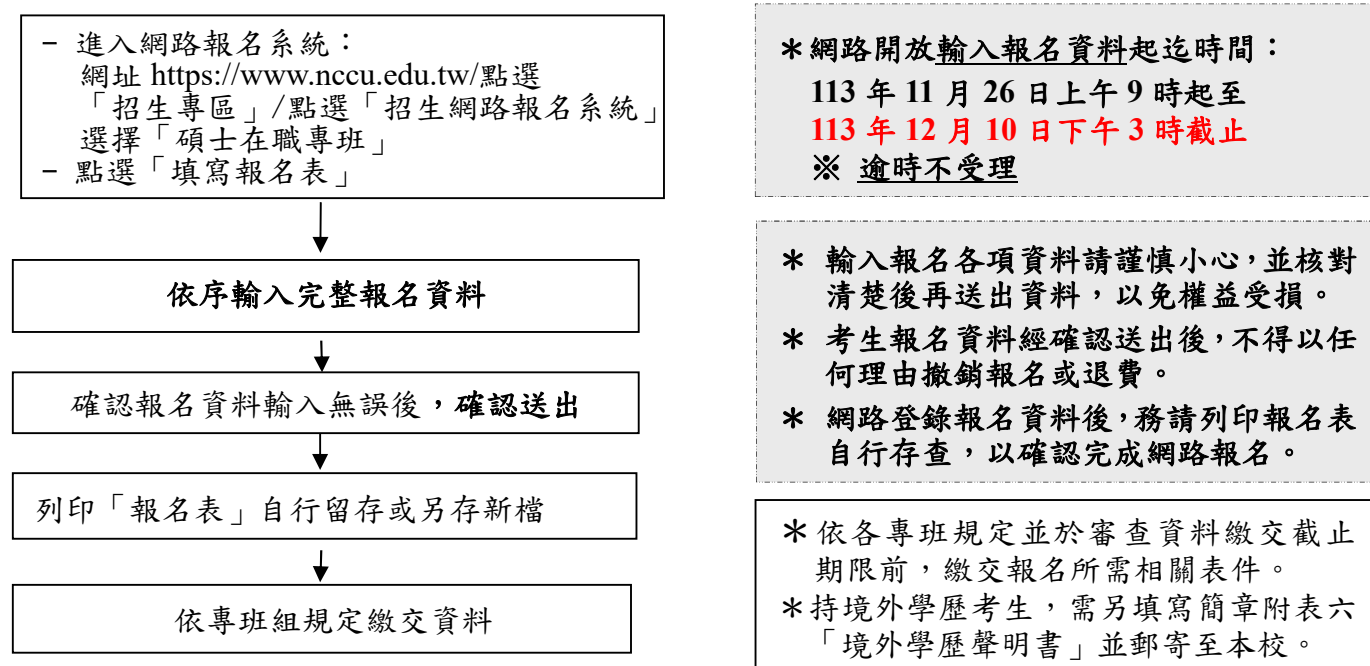 - 進入網路報名系統：
網址 https://www.nccu.edu.tw/點選
「招生專區」/點選「招生網路報名系統」
選擇「碩士在職專班」
- 點選「填寫報名表」
依序輸入完整報名資料
確認報名資料輸入無誤後，確認送出
列印「報名表」自行留存或另存新檔
依專班組規定繳交資料
＊網路開放輸入報名資料起迄時間：
113 年 11 月 26 日上午 9 時起至
113 年 12 月 10 日下午 3 時截止
※ 逾時不受理
＊ 輸入報名各項資料請謹慎小心，並核對
清楚後再送出資料，以免權益受損。
＊ 考生報名資料經確認送出後，不得以任
何理由撤銷報名或退費。
＊ 網路登錄報名資料後，務請列印報名表
自行存查，以確認完成網路報名。
＊依各專班規定並於審查資料繳交截止
期限前，繳交報名所需相關表件。
＊持境外學歷考生，需另填寫簡章附表六
「境外學歷聲明書」並郵寄至本校。